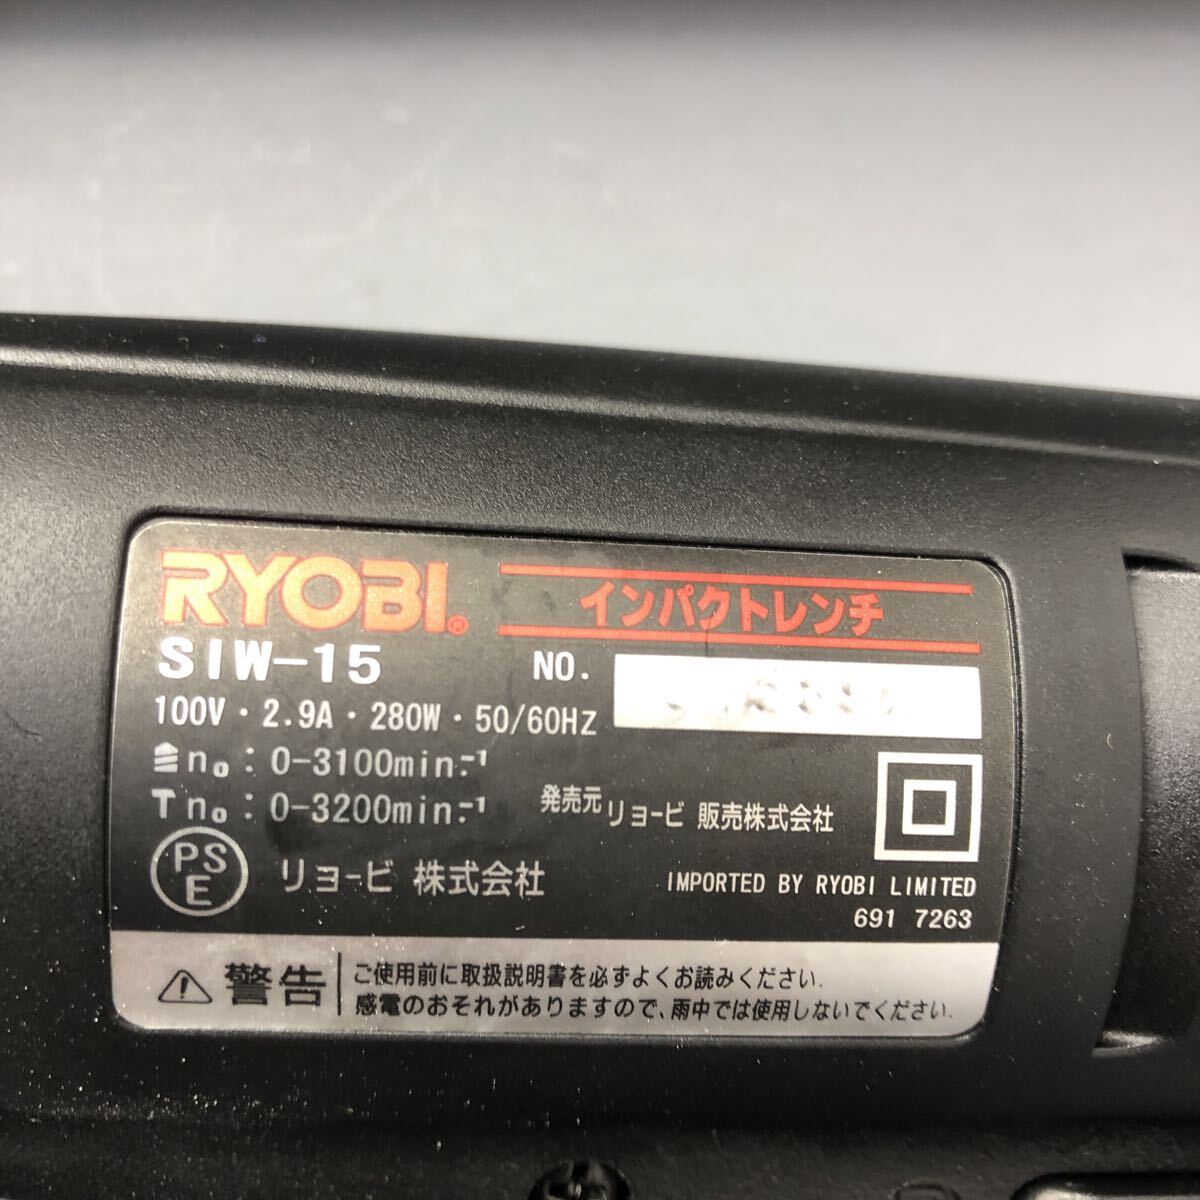 RYOBI® インパクトレンチ
SIW-15 NO.
100V・2.9A・280W・50/60Hz
n₀:0-3100min.⁻¹
T n₀:0-3200min.⁻¹
発売元 リョービ 販売株式会社
PS
E
リョービ 株式会社
IMPORTED BY RYOBI LIMITED
691 7263
警告
ご使用前に取扱説明書を必ずよくお読みください.
感電のおそれがありますので、雨中では使用しないでください.